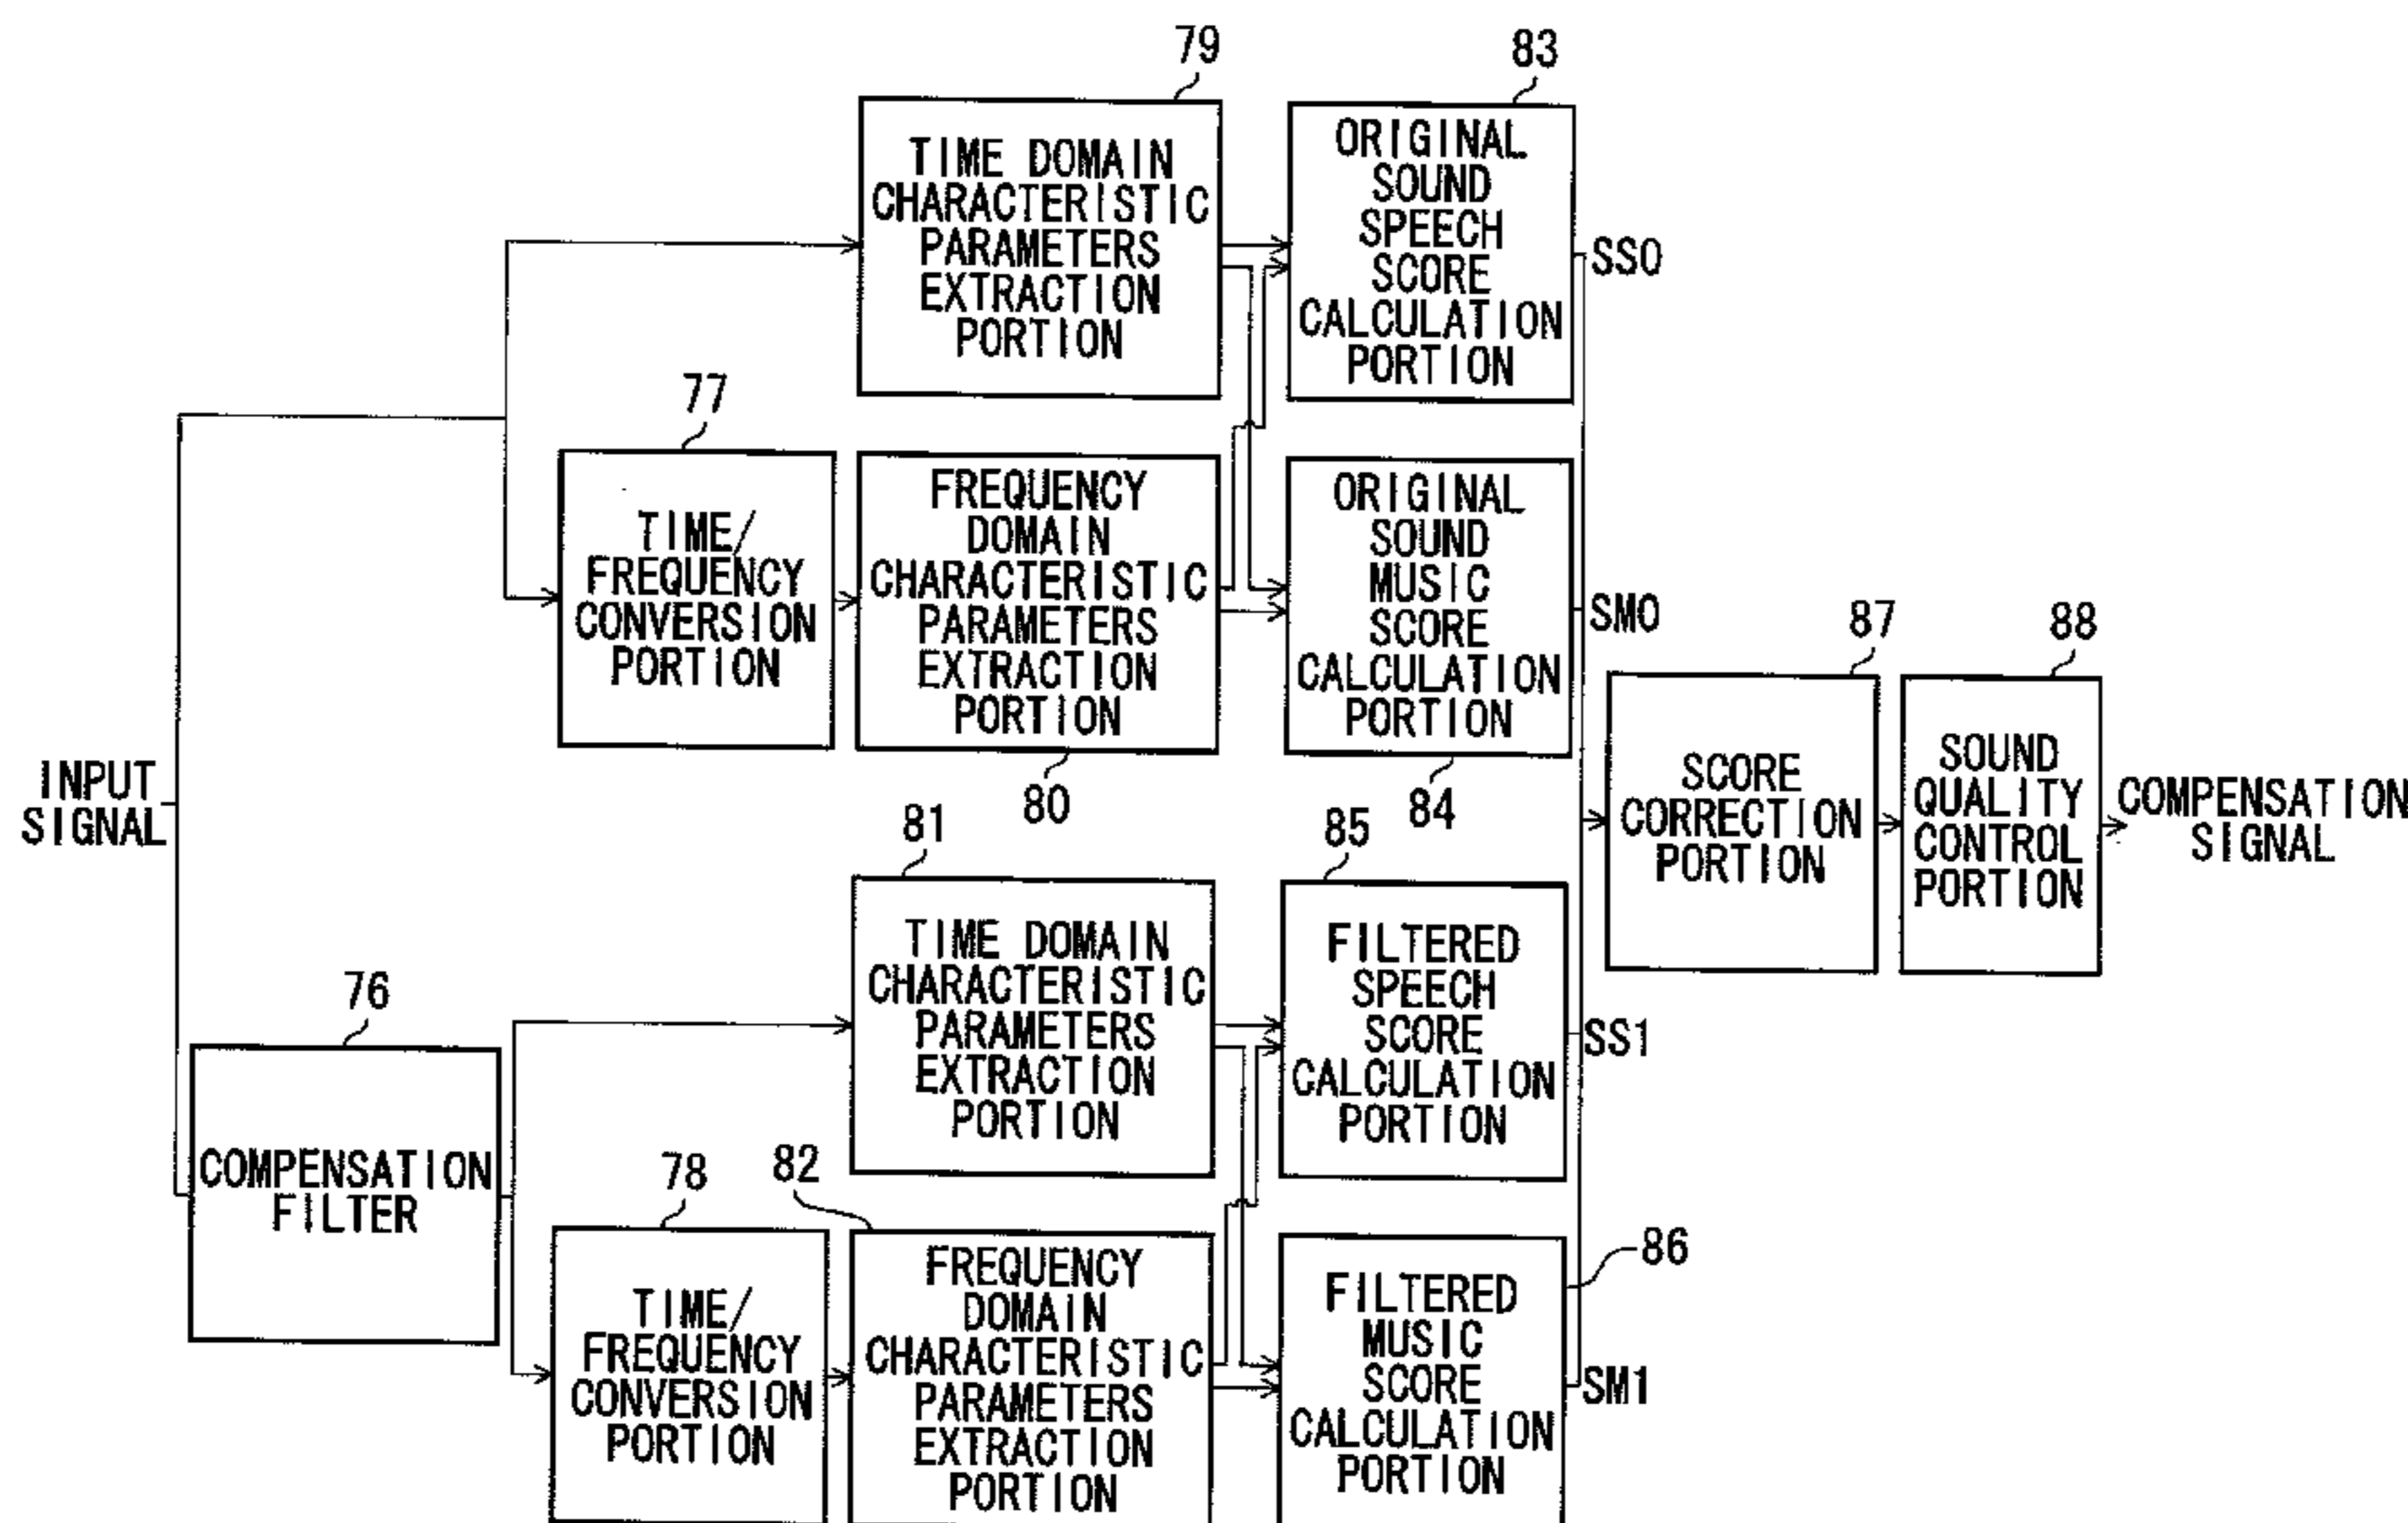 79
TIME DOMAIN
CHARACTERISTIC
PARAMETERS
EXTRACTION
PORTION
83
ORIGINAL
SOUND
SPEECH
SCORE
CALCULATION
PORTION
SS0
77
TIME/
FREQUENCY
CONVERSION
PORTION
FREQUENCY
DOMAIN
CHARACTERISTIC
PARAMETERS
EXTRACTION
PORTION
80
ORIGINAL
SOUND
MUSIC
SCORE
CALCULATION
PORTION
84
SM0
INPUT
SIGNAL
87
SCORE
CORRECTION
PORTION
88
SOUND
QUALITY
CONTROL
PORTION
COMPENSATION
SIGNAL
81
TIME DOMAIN
CHARACTERISTIC
PARAMETERS
EXTRACTION
PORTION
85
FILTERED
SPEECH
SCORE
CALCULATION
PORTION
SS1
76
COMPENSATION
FILTER
78
TIME/
FREQUENCY
CONVERSION
PORTION
82
FREQUENCY
DOMAIN
CHARACTERISTIC
PARAMETERS
EXTRACTION
PORTION
86
FILTERED
MUSIC
SCORE
CALCULATION
PORTION
SM1